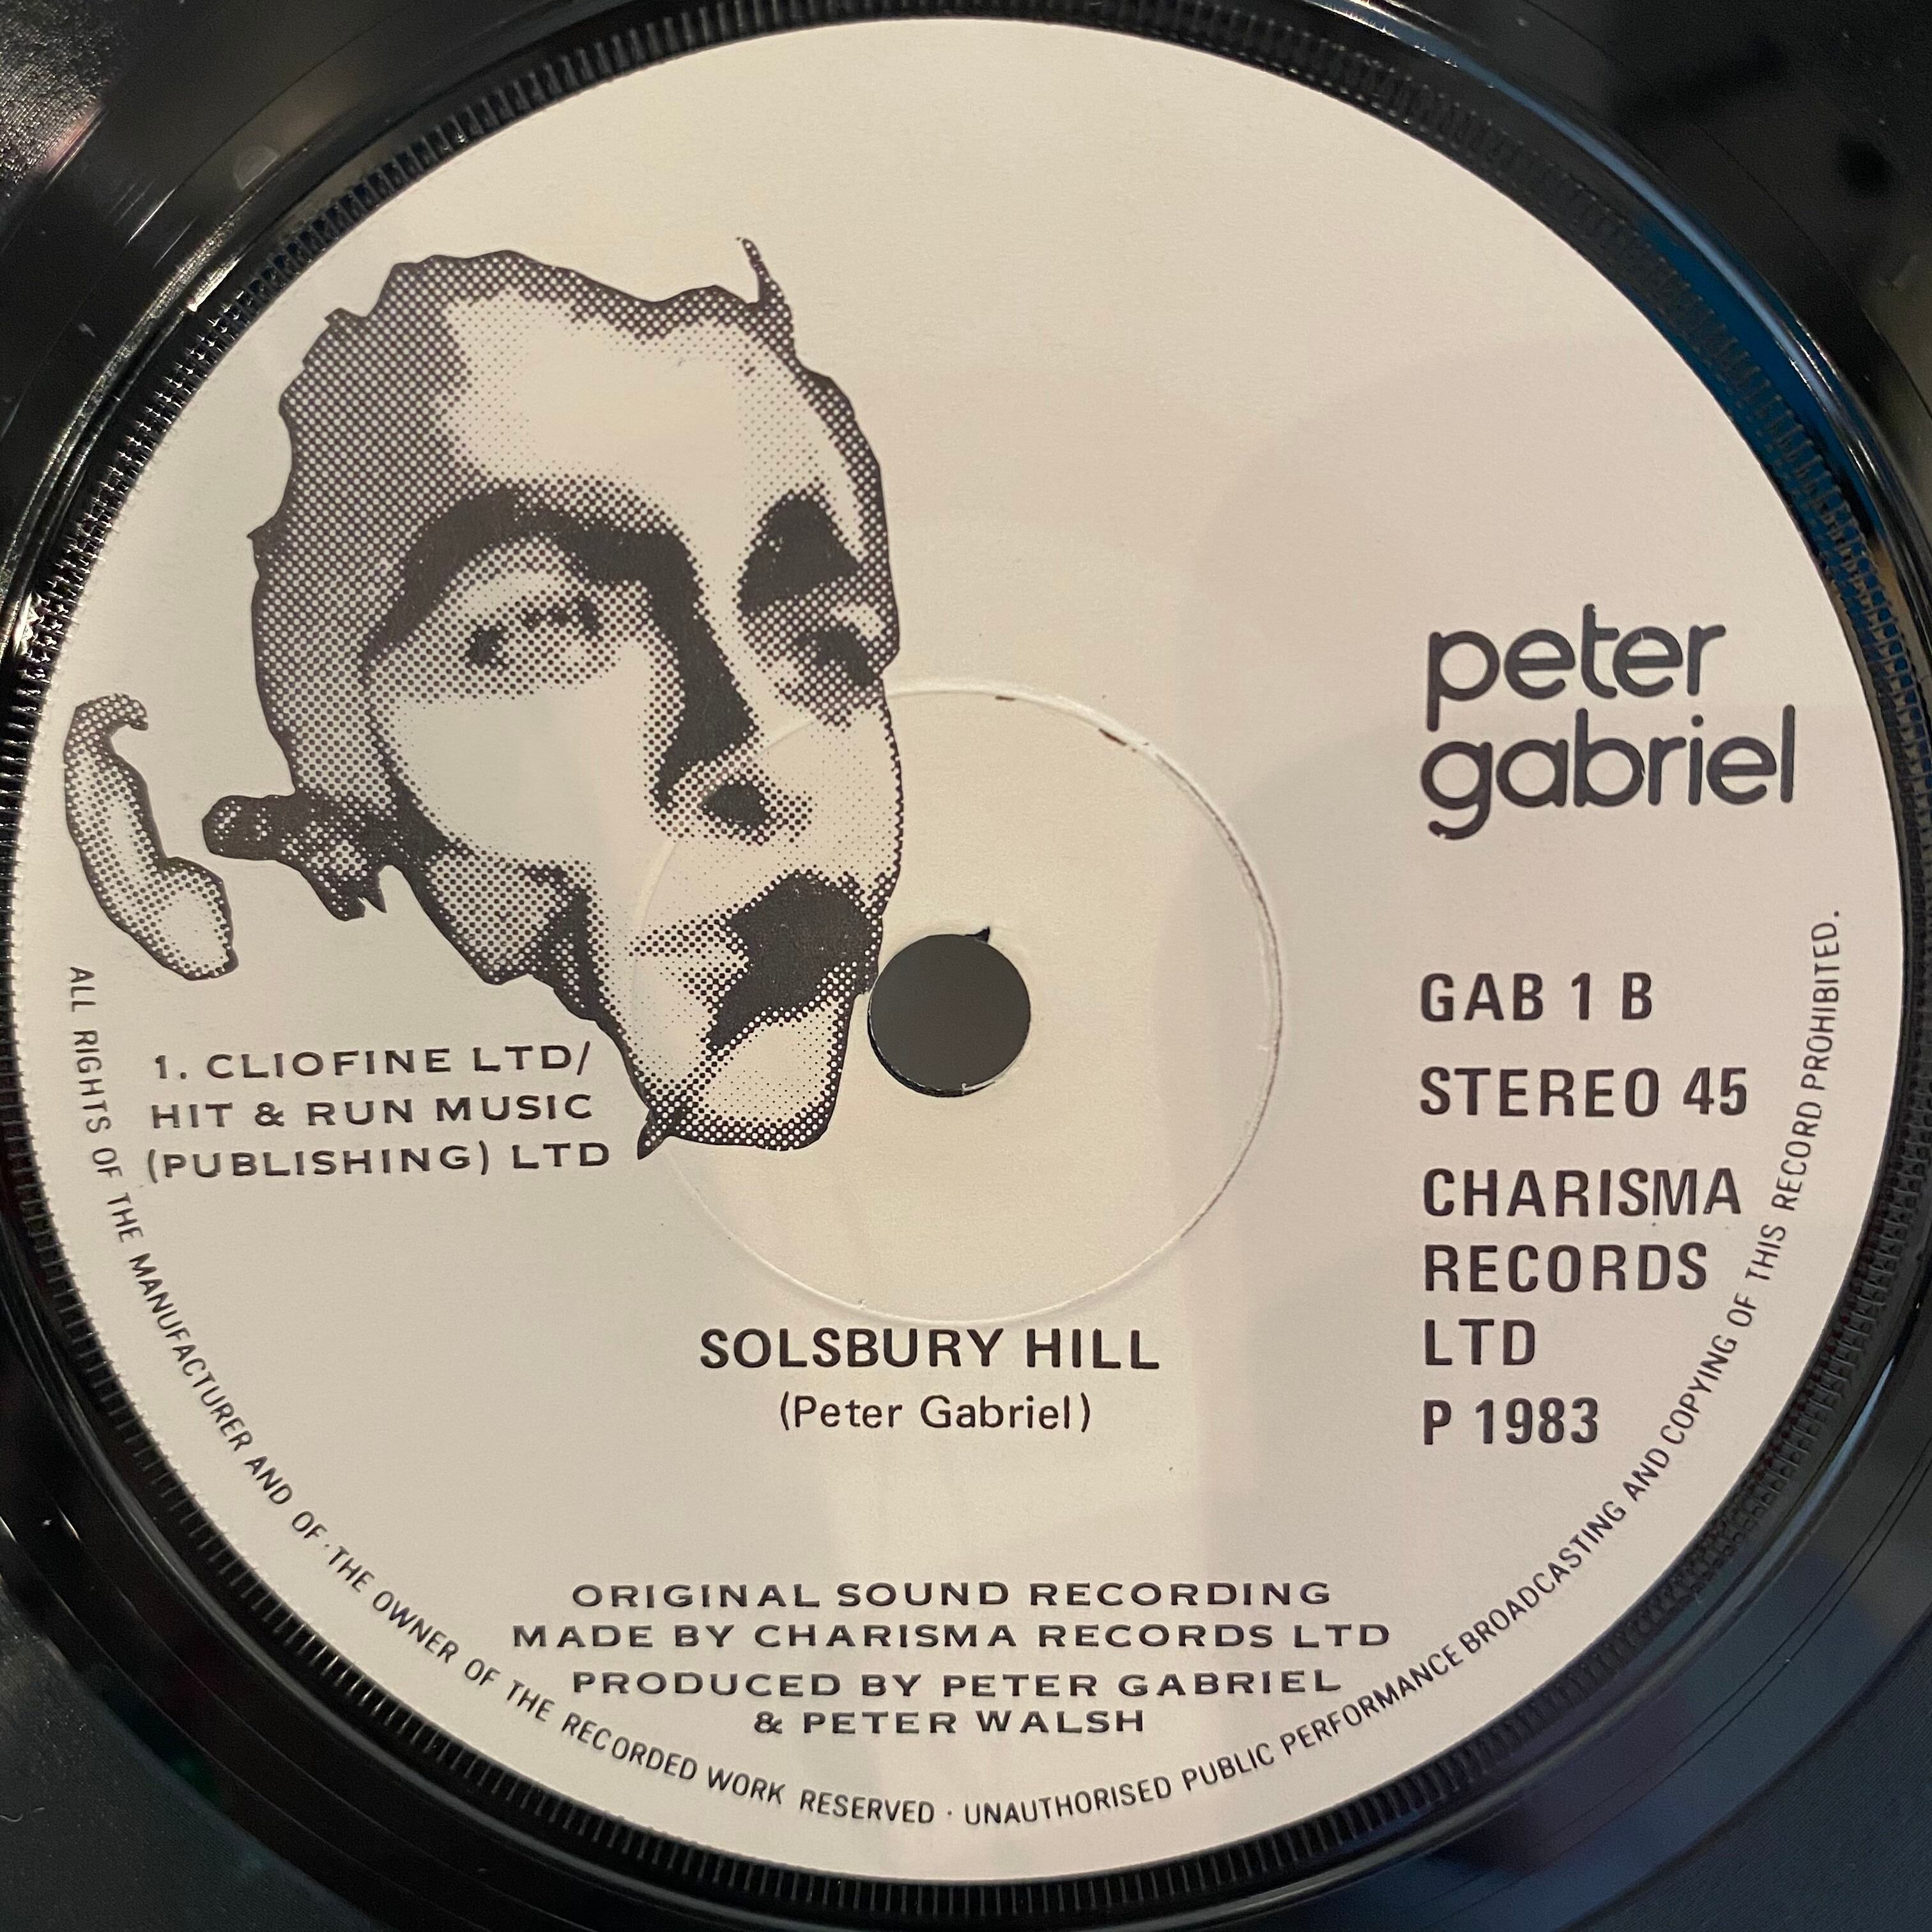 peter
gabriel
GAB 1 B
STEREO 45
CHARISMA
RECORDS
LTD
P 1983
1. CLIOFINE LTD/
HIT & RUN MUSIC
(PUBLISHING) LTD
SOLSBURY HILL
(Peter Gabriel)
ORIGINAL SOUND RECORDING
MADE BY CHARISMA RECORDS LTD
PRODUCED BY PETER GABRIEL
& PETER WALSH
ALL RIGHTS OF THE MANUFACTURER AND OF · THE OWNER OF THE RECORDED WORK RESERVED · UNAUTHORISED PUBLIC PERFORMANCE BROADCASTING AND COPYING OF THIS RECORD PROHIBITED.